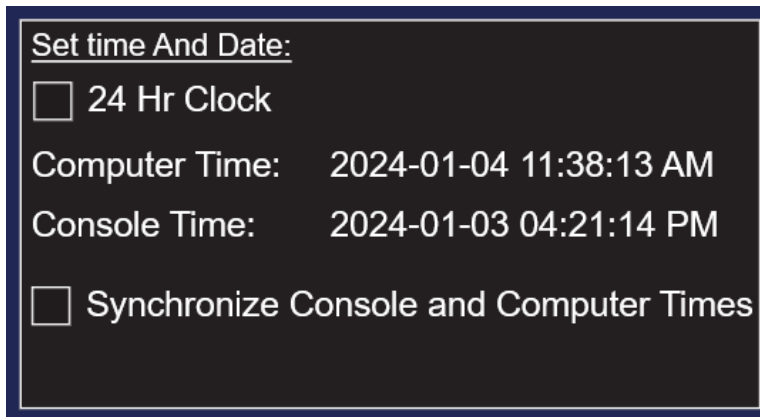 Set time And Date:
24 Hr Clock
Computer Time: 2024-01-04 11:38:13 AM
Console Time: 2024-01-03 04:21:14 PM
Synchronize Console and Computer Times